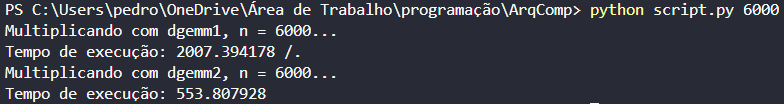 PS C:\Users\pedro\OneDrive\Área de Trabalho\programação\ArqComp> python script.py 6000
Multiplicando com dgemm1, n = 6000...
Tempo de execução: 2007.394178 /.
Multiplicando com dgemm2, n = 6000...
Tempo de execução: 553.807928